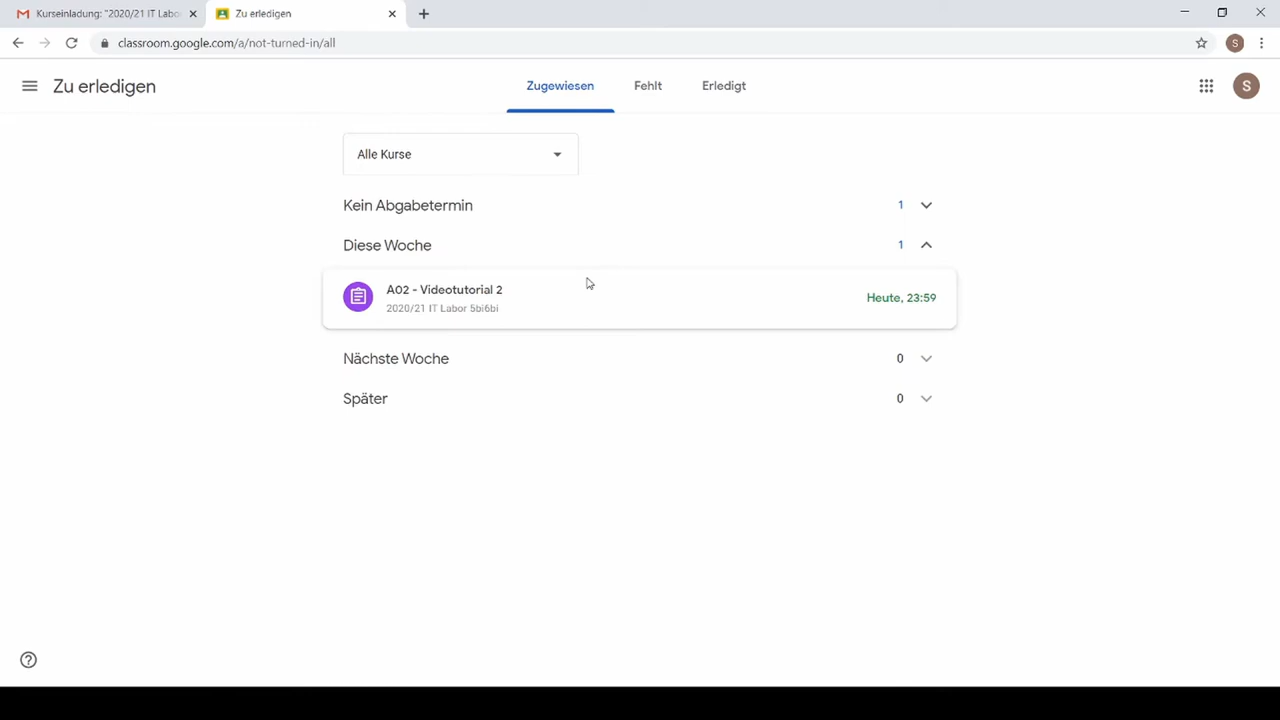 Kurseinladung: "2020/21 IT Labo
Zu erledigen
classroom.google.com/a/not-turned-in/all
S
Zu erledigen
Zugewiesen
Fehlt
Erledigt
S
Alle Kurse
Kein Abgabetermin
1
Diese Woche
1
A02 - Videotutorial 2
2020/21 IT Labor 5bi6bi
Heute, 23:59
Nächste Woche
0
Später
0